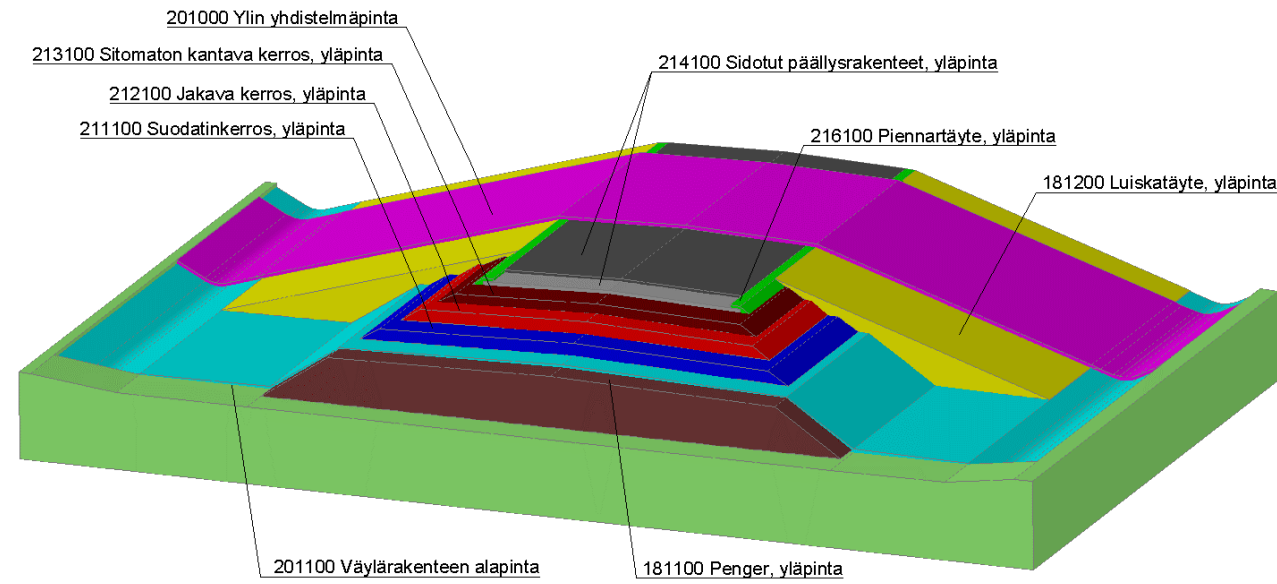 201000 Ylin yhdistelmäpinta
213100 Sitomaton kantava kerros, yläpinta
214100 Sidotut päällysrakenteet, yläpinta
212100 Jakava kerros, yläpinta
211100 Suodatinkerros, yläpinta
216100 Piennartäyte, yläpinta
181200 Luiskatäyte, yläpinta
201100 Väylärakenteen alapinta
181100 Penger, yläpinta